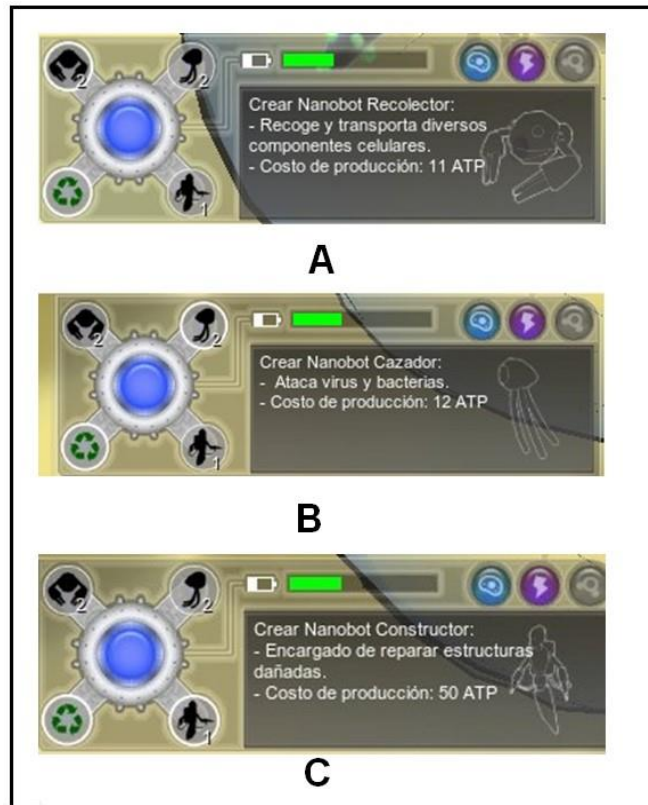 2
2
1
Crear Nanobot Recolector:
- Recoge y transporta diversos
componentes celulares.
- Costo de producción: 11 ATP
A
2
2
1
Crear Nanobot Cazador:
- Ataca virus y bacterias.
- Costo de producción: 12 ATP
B
2
2
1
Crear Nanobot Constructor:
- Encargado de reparar estructuras
dañadas.
- Costo de producción: 50 ATP
C